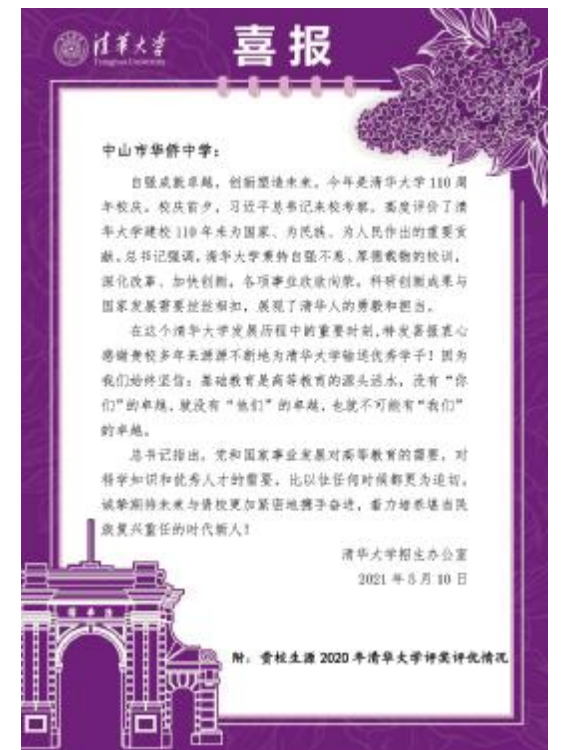 清华大学
Tsinghua University
喜报
中山市华侨中学：
自强成就卓越，创新塑造未来。今年是清华大学 110 周
年校庆。校庆前夕，习近平总书记来校考察，高度评价了清
华大学建校 110 年来为国家、为民族、为人民作出的重要贡
献。总书记强调，清华大学秉持自强不息、厚德载物的校训，
深化改革、加快创新，各项事业欣欣向荣，科研创新成果与
国家发展需要丝丝相扣，展现了清华人的勇毅和担当。
在这个清华大学发展历程中的重要时刻，特发喜报衷心
感谢贵校多年来源源不断地为清华大学输送优秀学子！因为
我们始终坚信：基础教育是高等教育的源头活水，没有“你
们”的卓越，就没有“他们”的卓越，也就不可能有“我们”
的卓越。
总书记指出，党和国家事业发展对高等教育的需要，对
科学知识和优秀人才的需要，比以往任何时候都更为迫切。
诚挚期待未来与贵校更加紧密地携手奋进，着力培养堪当民
族复兴重任的时代新人！
清华大学招生办公室
2021 年 5 月 10 日
附：贵校生源 2020 年清华大学评奖评优情况
清华园